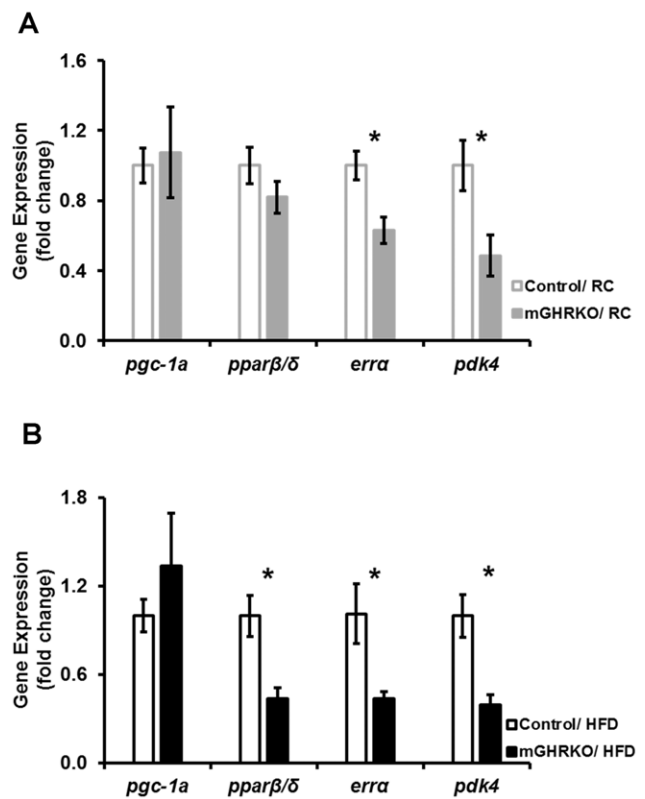 A
Gene Expression
(fold change)
1.6
1.2
0.8
0.4
0.0
*
*
Control/ RC
mGHRKO/ RC
pgc-1a
pparβ/δ
errα
pdk4
B
Gene Expression
(fold change)
1.8
1.2
0.6
0.0
*
*
*
Control/ HFD
mGHRKO/ HFD
pgc-1a
pparβ/δ
errα
pdk4